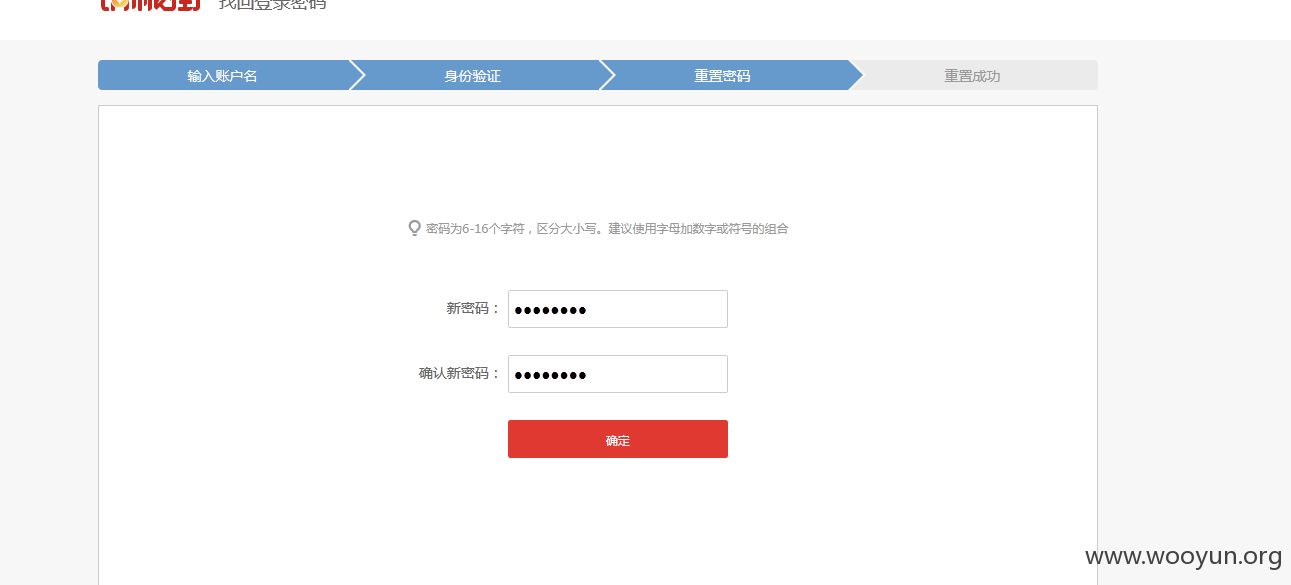 找回登录密码
输入账户名
身份验证
重置密码
重置成功
密码为6-16个字符，区分大小写。建议使用字母加数字或符号的组合
新密码：
确认新密码：
确定
www.wooyun.org